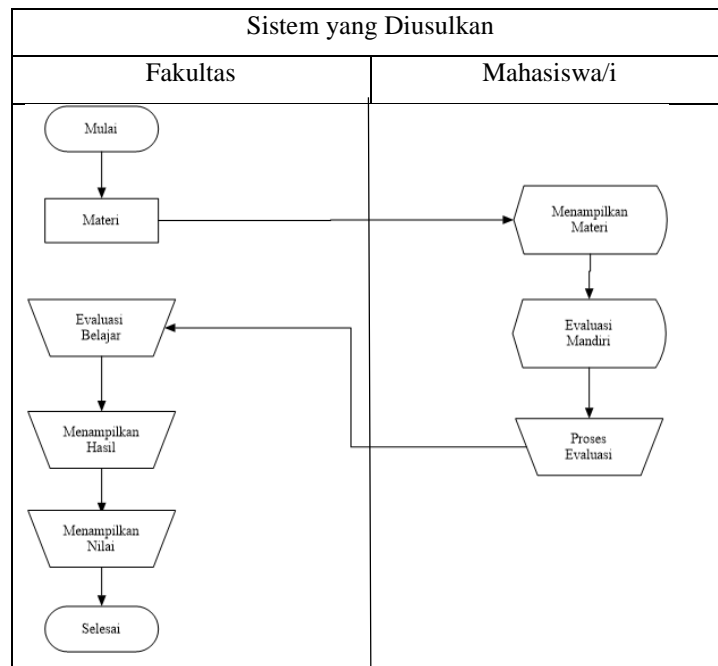 Sistem yang Diusulkan
Fakultas
Mahasiswa/i
Mulai
Materi
Menampilkan
Materi
Evaluasi
Mandiri
Proses
Evaluasi
Evaluasi
Belajar
Menampilkan
Hasil
Menampilkan
Nilai
Selesai